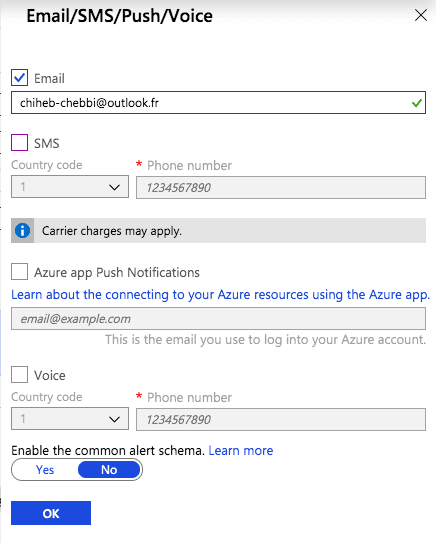 Email/SMS/Push/Voice
Email
chiheb-chebbi@outlook.fr
SMS
Country code
* Phone number
1
1234567890
Carrier charges may apply.
Azure app Push Notifications
Learn about the connecting to your Azure resources using the Azure app.
email@example.com
This is the email you use to log into your Azure account.
Voice
Country code
* Phone number
1
1234567890
Enable the common alert schema. Learn more
Yes No
OK